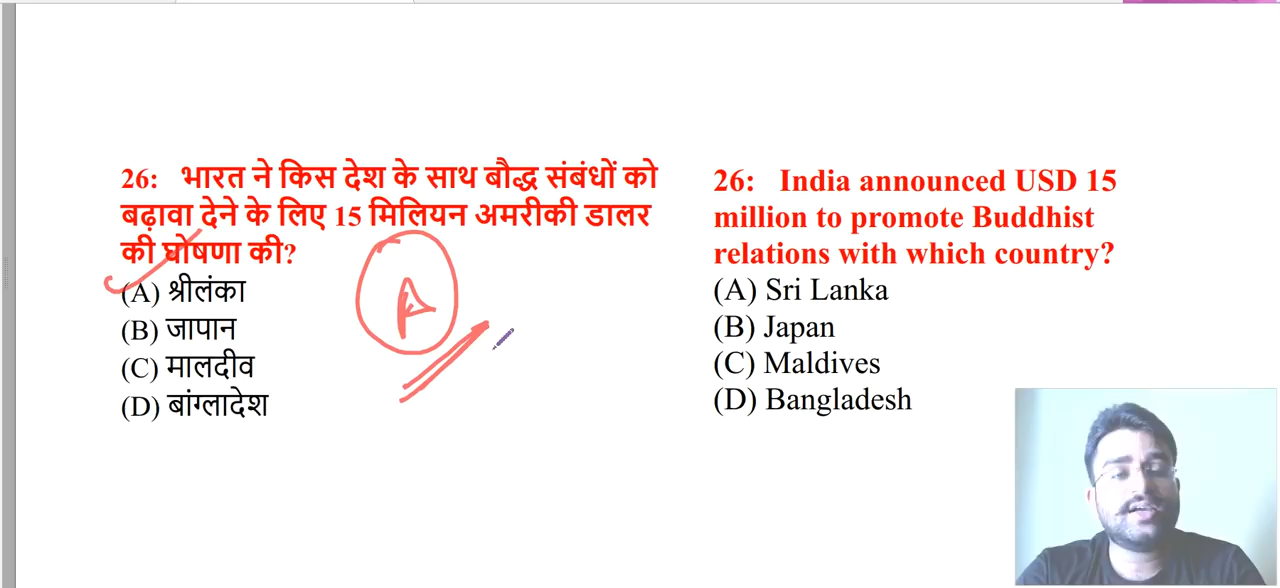 26: भारत ने किस देश के साथ बौद्ध संबंधों को
बढ़ावा देने के लिए 15 मिलियन अमरीकी डालर
की घोषणा की?
(A) श्रीलंका
(B) जापान
(C) मालदीव
(D) बांग्लादेश
A
26: India announced USD 15
million to promote Buddhist
relations with which country?
(A) Sri Lanka
(B) Japan
(C) Maldives
(D) Bangladesh